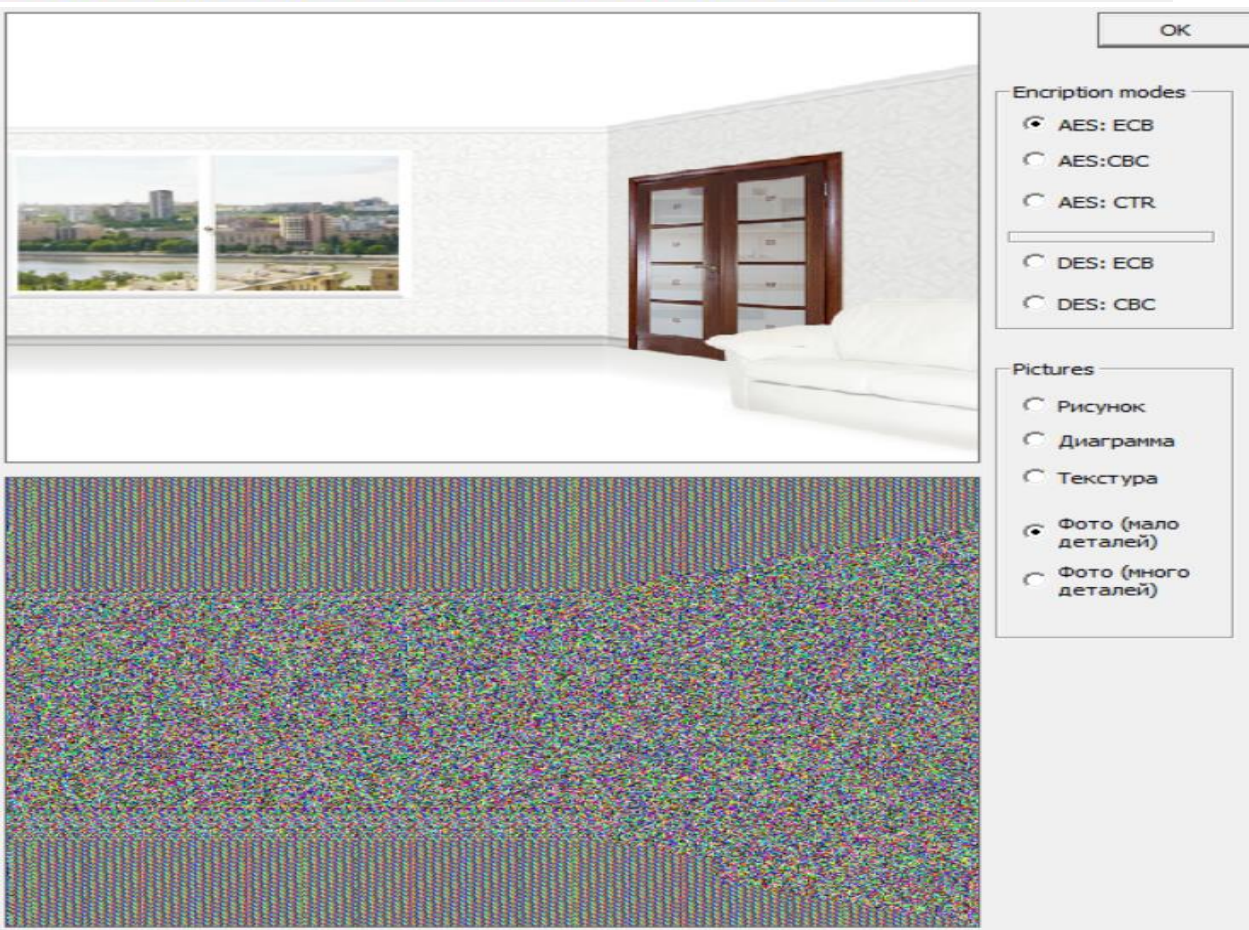 OK
Encription modes
AES: ECB
AES:CBC
AES: CTR
DES: ECB
DES: CBC
Pictures
Рисунок
Диаграмма
Текстура
Фото (мало
деталей)
Фото (много
деталей)